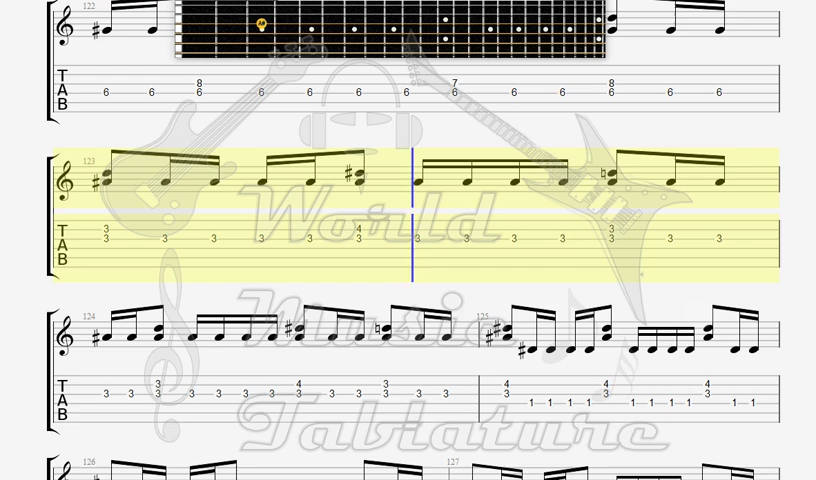 122
A#
T
8 7 8
A
6 6 6 6 6 6 6 6 6 6 6 6 6
B
123
World
T
3 4 3
A
3 3 3 3 3 3 3 3 3 3 3 3 3
B
Music
124 125
T
3 4 3 4 4 4
A
3 3 3 3 3 3 3 3 3 3 3 3 3 3 3 3
1 1 1 1 1 1 1 1 1 1
B
Tablature
126 127